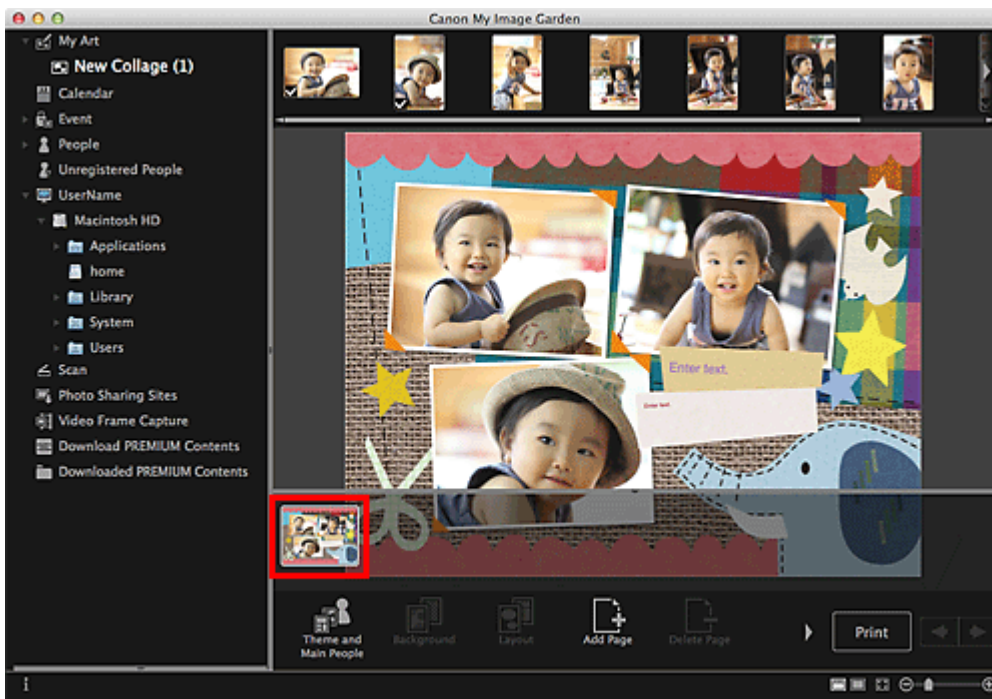 Canon My Image Garden
My Art
New Collage (1)
Calendar
Event
People
Unregistered People
UserName
Macintosh HD
Applications
home
Library
System
Users
Scan
Photo Sharing Sites
Video Frame Capture
Download PREMIUM Contents
Downloaded PREMIUM Contents
Enter text.
Enter text.
Theme and
Main People
Background
Layout
Add Page
Delete Page
Print